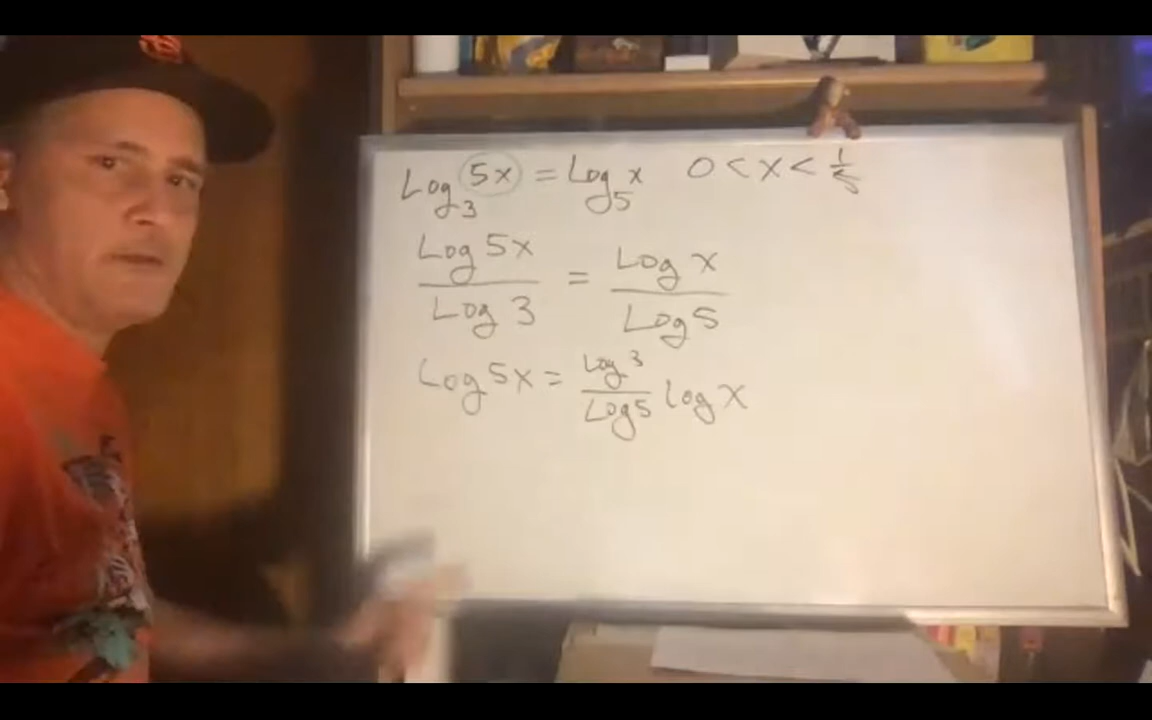 Log₃ 5x = Log₅ x   0 < x < 1/5
Log 5x / Log 3 = Log x / Log 5
Log 5x = Log 3 / Log 5 log x